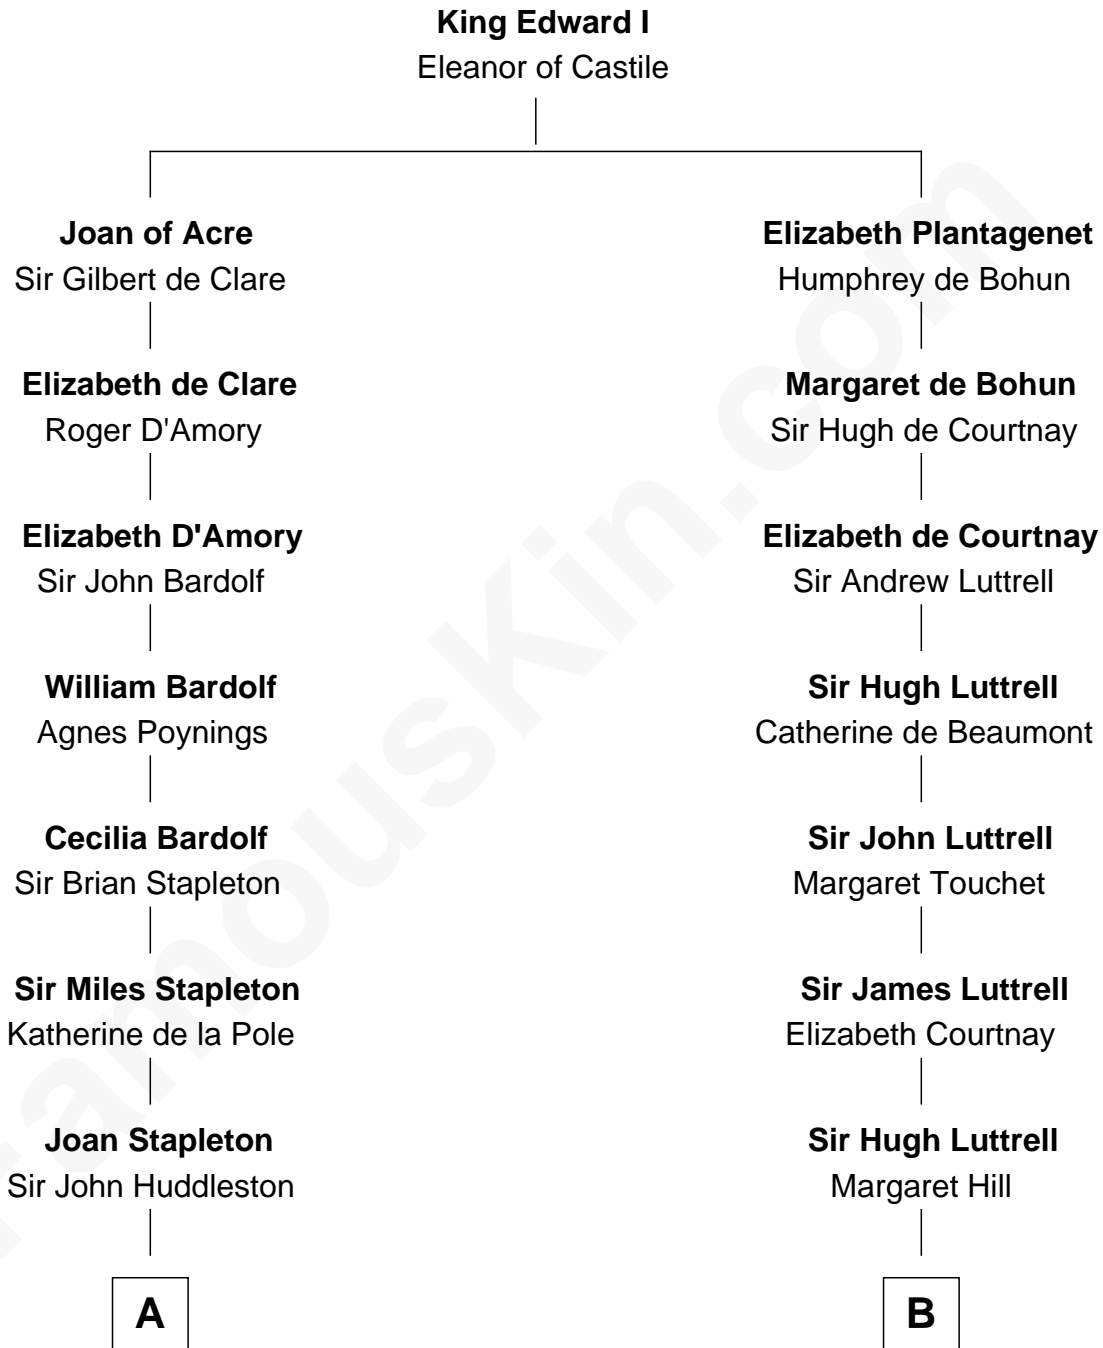 King Edward I
Eleanor of Castile
Joan of Acre
Sir Gilbert de Clare
Elizabeth Plantagenet
Humphrey de Bohun
Elizabeth de Clare
Roger D'Amory
Margaret de Bohun
Sir Hugh de Courtnay
Elizabeth D'Amory
Sir John Bardolf
Elizabeth de Courtnay
Sir Andrew Luttrell
William Bardolf
Agnes Poynings
Sir Hugh Luttrell
Catherine de Beaumont
Cecilia Bardolf
Sir Brian Stapleton
Sir John Luttrell
Margaret Touchet
Sir Miles Stapleton
Katherine de la Pole
Sir James Luttrell
Elizabeth Courtnay
Joan Stapleton
Sir John Huddleston
Sir Hugh Luttrell
Margaret Hill
A
B
FamousKin.com